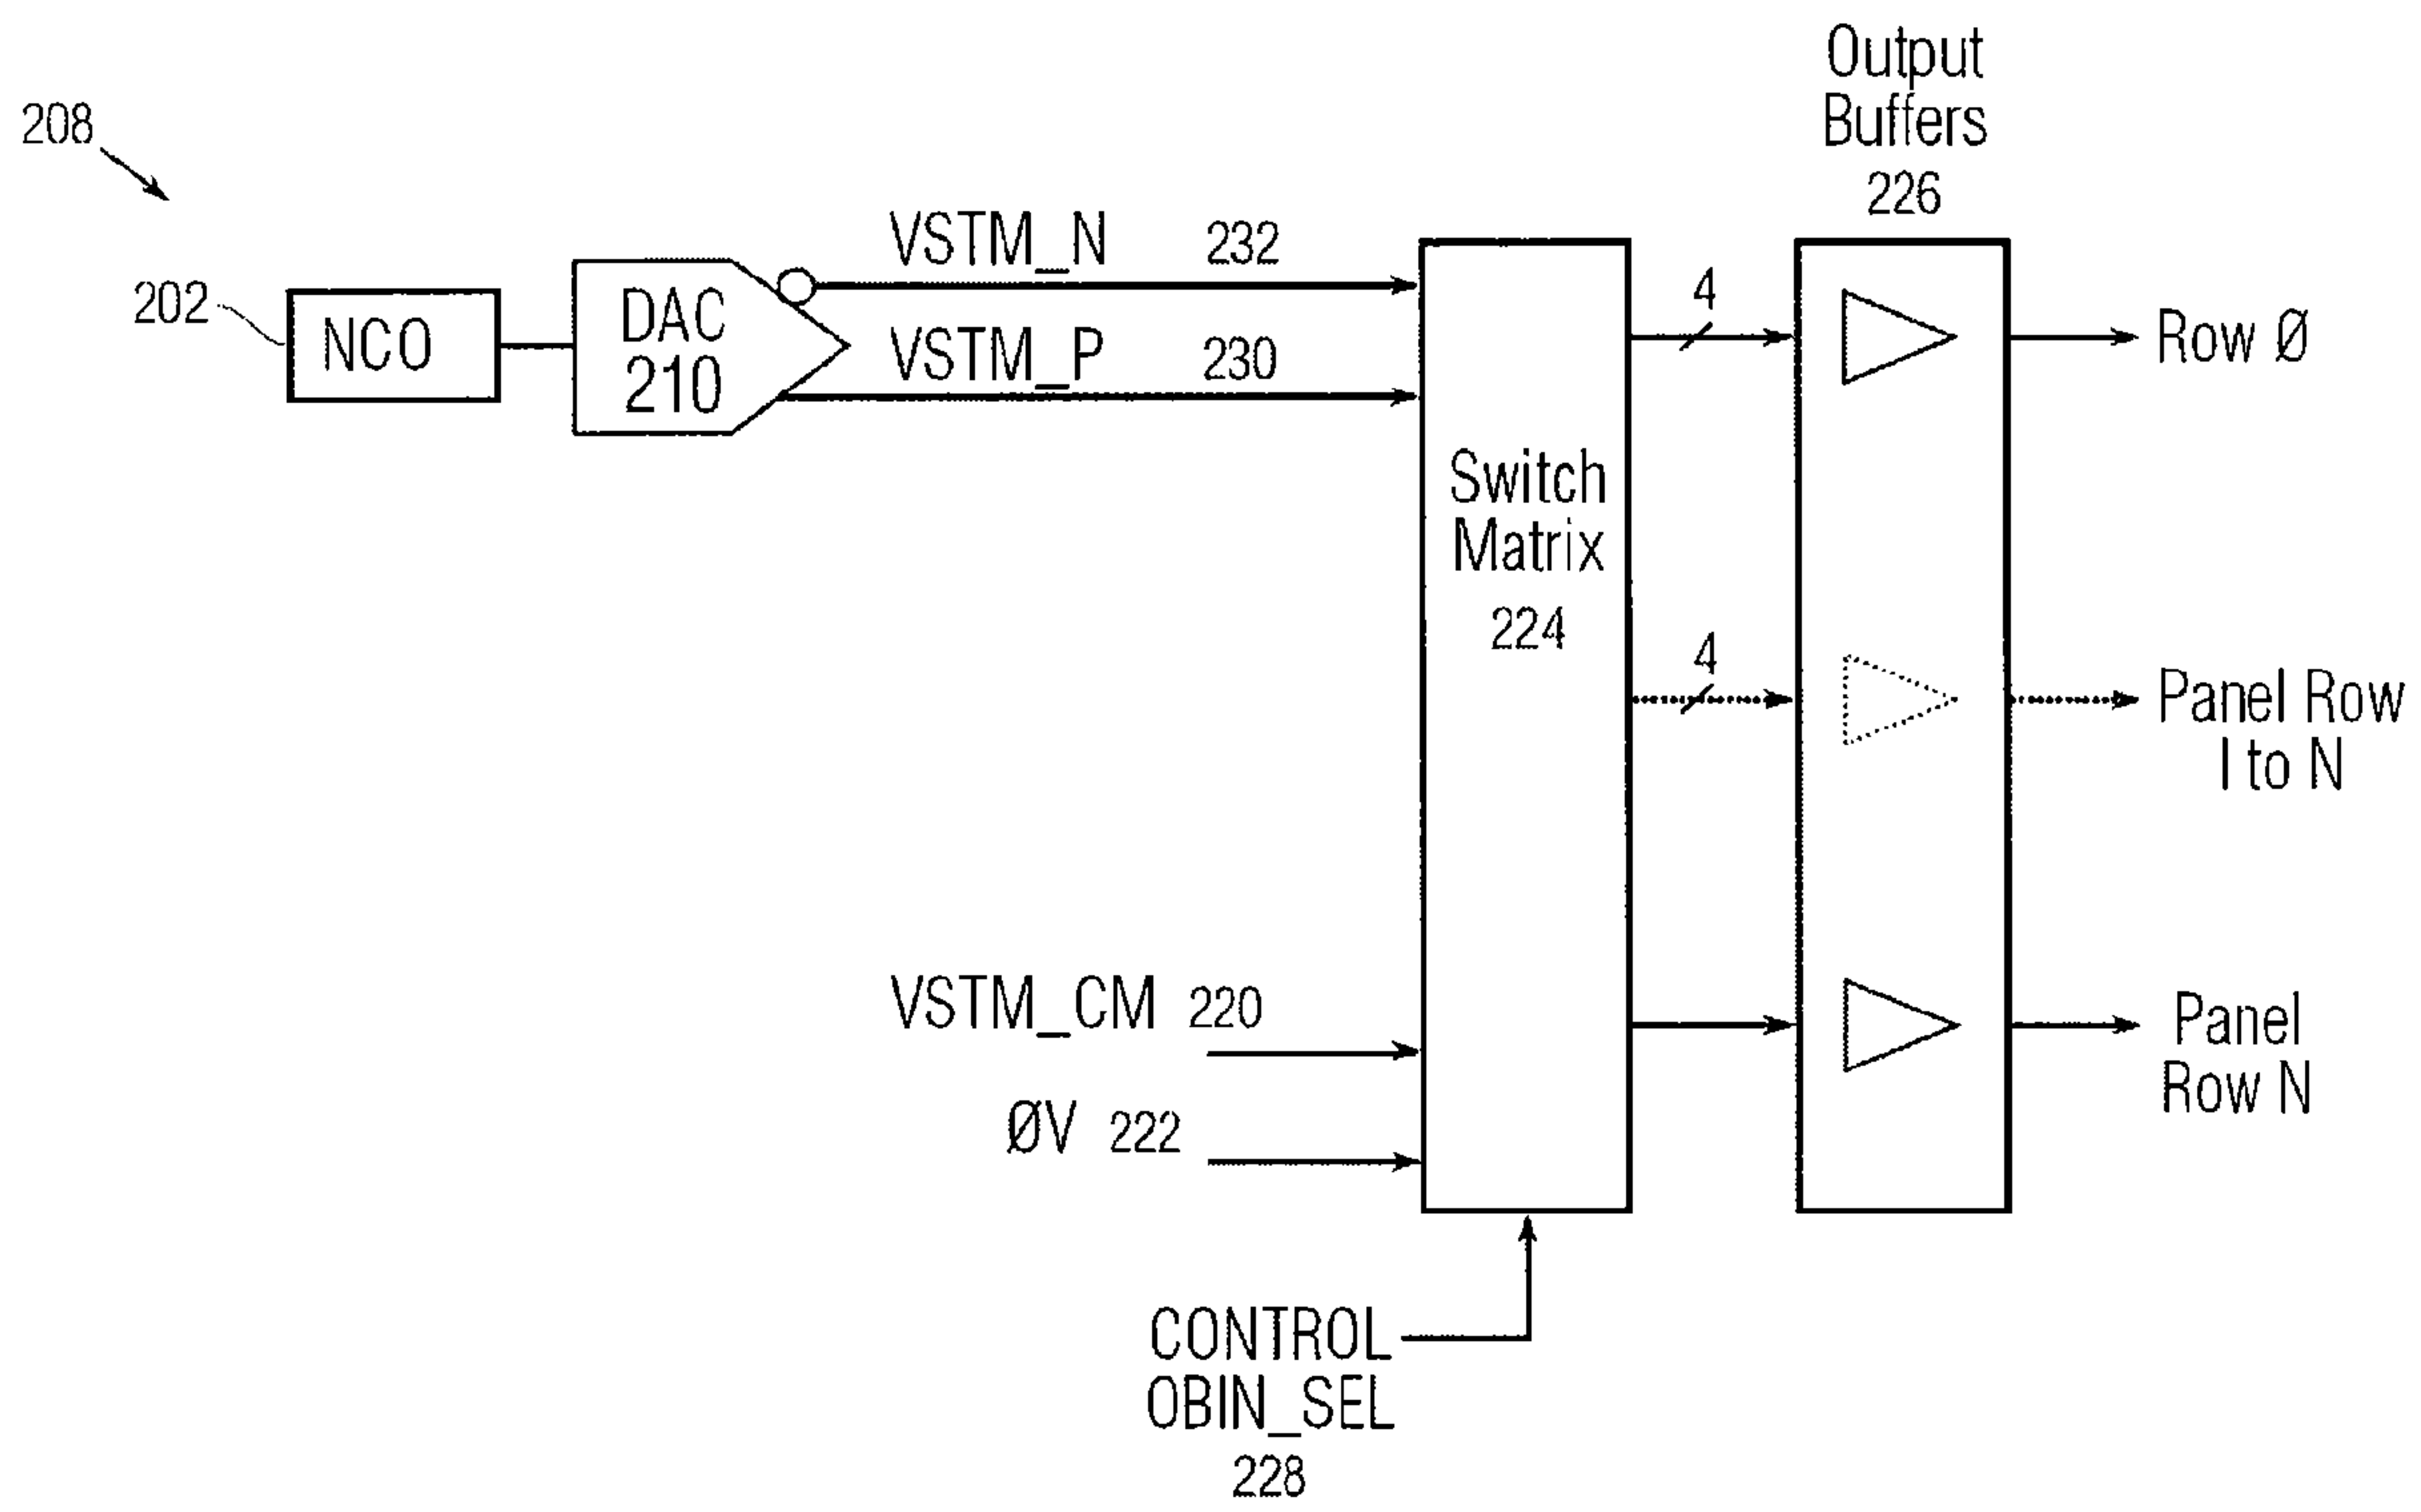 208
202
NCO
DAC
210
VSTM_N 232
VSTM_P 230
Switch
Matrix
224
VSTM_CM 220
ØV 222
CONTROL
OBIN_SEL
228
4
4
Output
Buffers
226
Row Ø
Panel Row
I to N
Panel
Row N